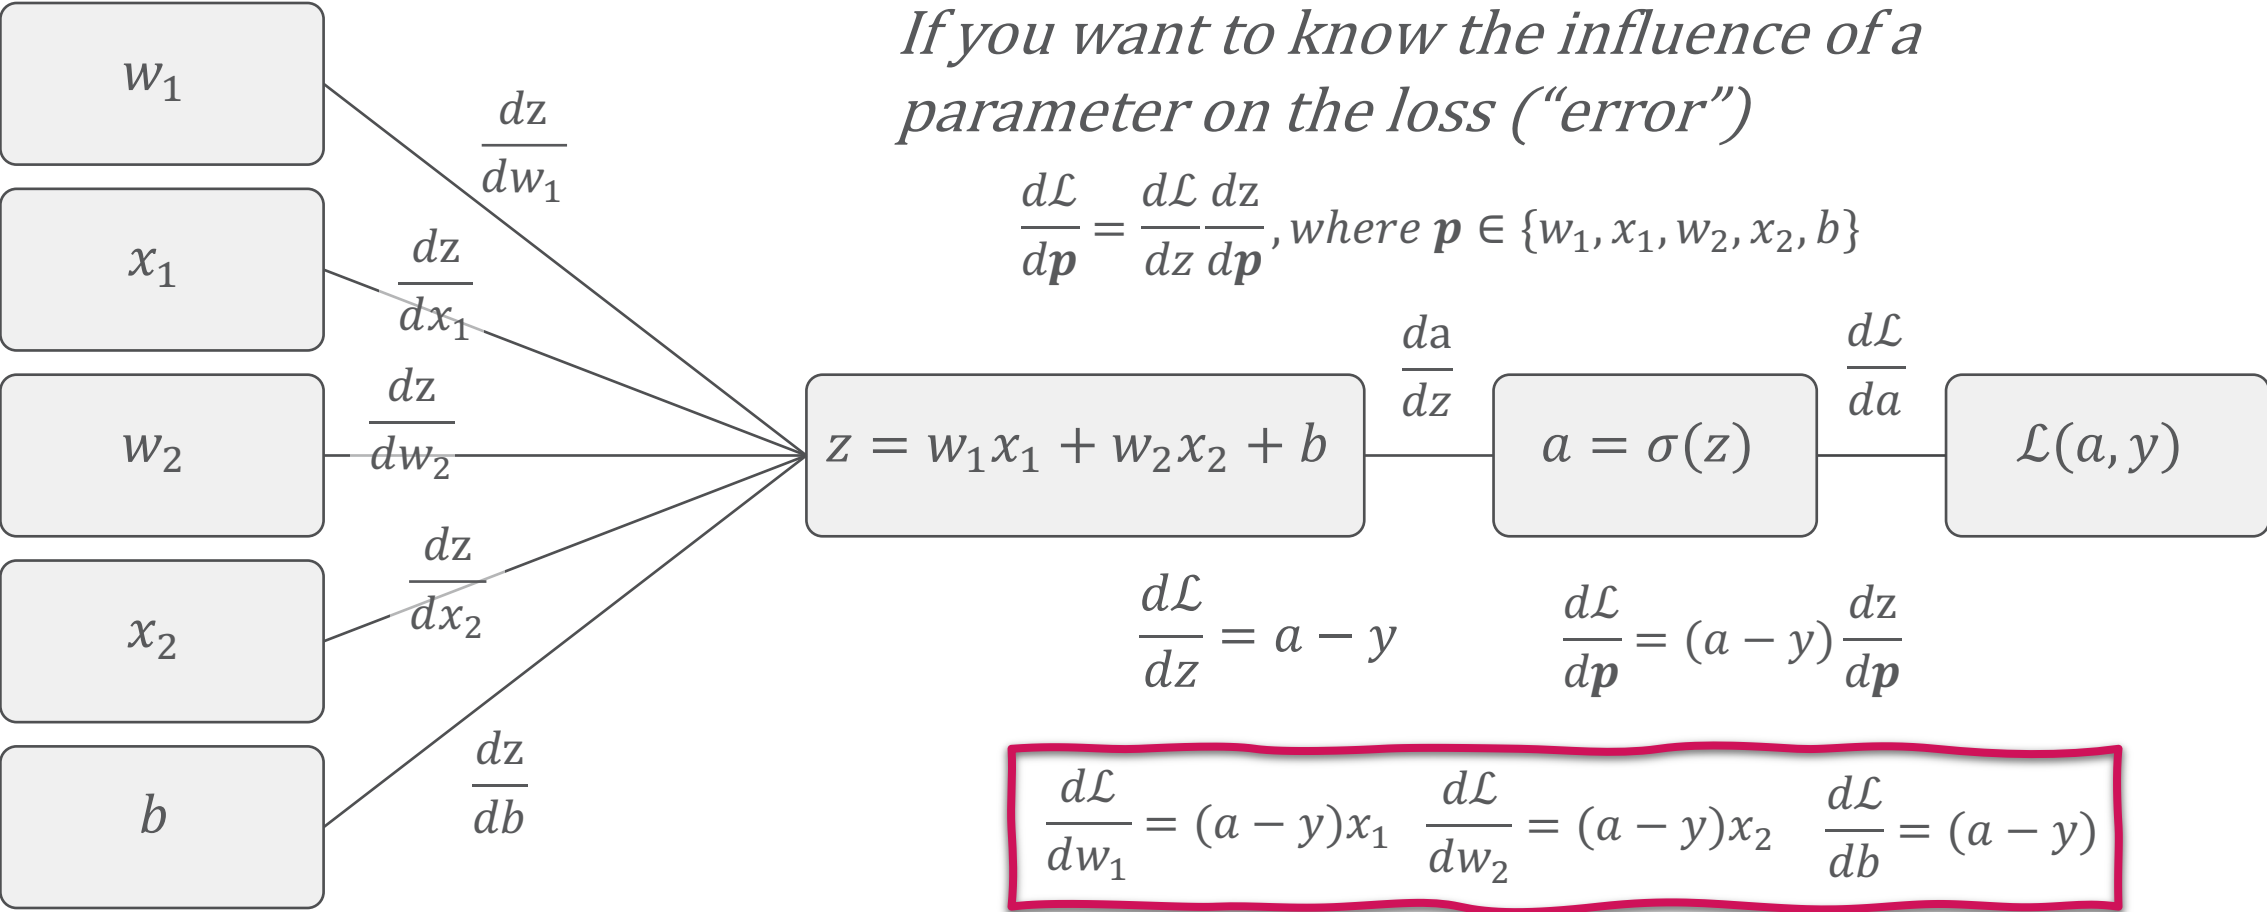 If you want to know the influence of a
parameter on the loss (“error”)
dℒ/d𝒑 = dℒ/dz dz/d𝒑, where 𝒑 ∈ {w₁, x₁, w₂, x₂, b}
w₁
dz/dw₁
x₁
dz/dx₁
w₂
dz/dw₂
x₂
dz/dx₂
b
dz/db
z = w₁x₁ + w₂x₂ + b
da/dz
a = σ(z)
dℒ/da
ℒ(a, y)
dℒ/dz = a − y
dℒ/d𝒑 = (a − y) dz/d𝒑
dℒ/dw₁ = (a − y)x₁ dℒ/dw₂ = (a − y)x₂ dℒ/db = (a − y)